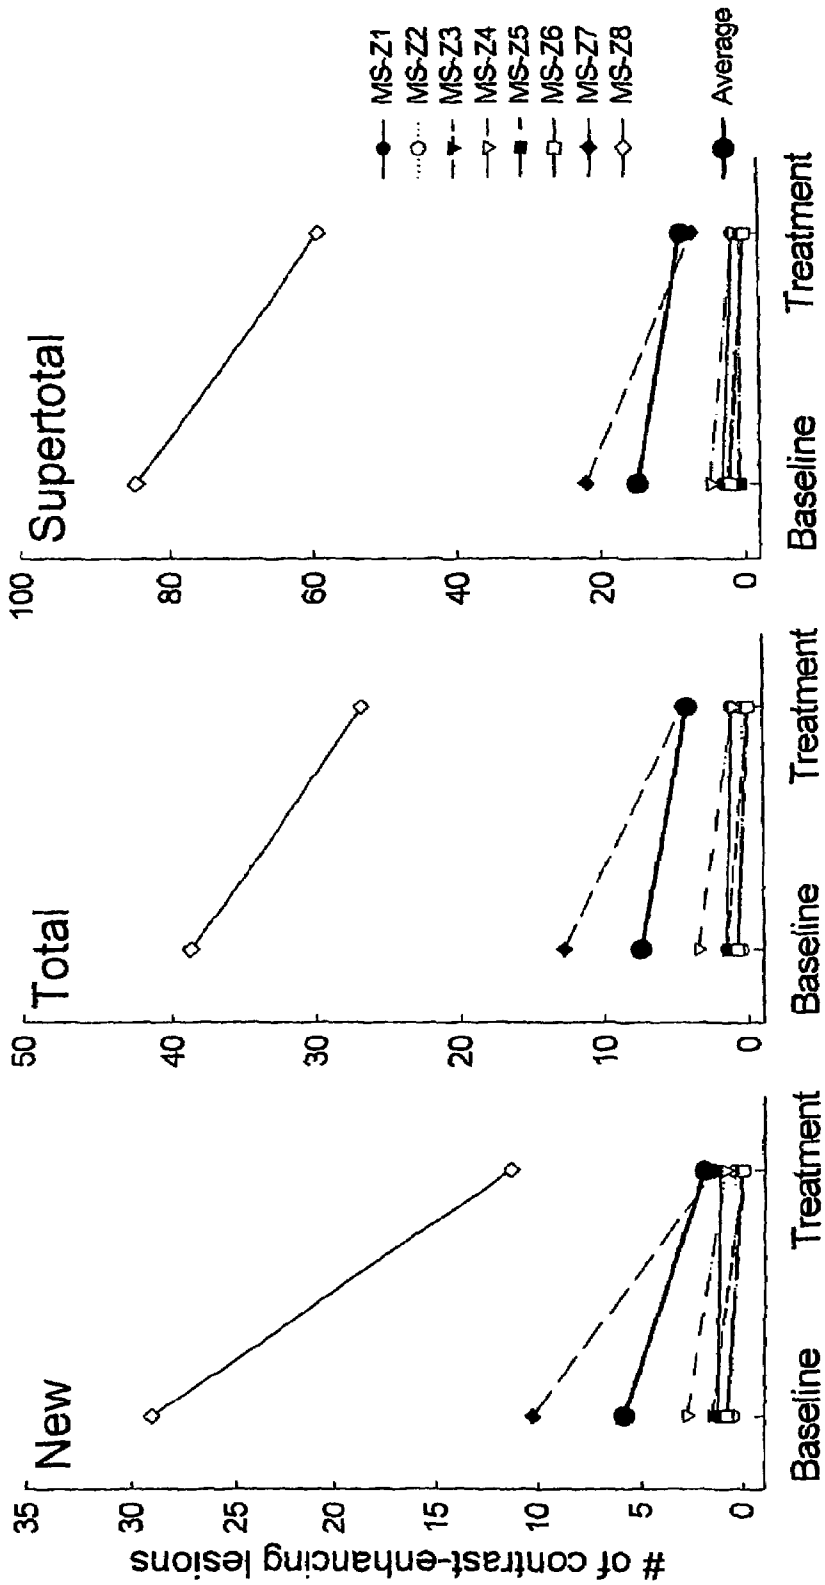 New
35
30
25
20
15
10
5
0
# of contrast-enhancing lesions
Baseline
Treatment
Total
50
40
30
20
10
0
Baseline
Treatment
Supertotal
100
80
60
40
20
0
Baseline
Treatment
MS-Z1
MS-Z2
MS-Z3
MS-Z4
MS-Z5
MS-Z6
MS-Z7
MS-Z8
Average